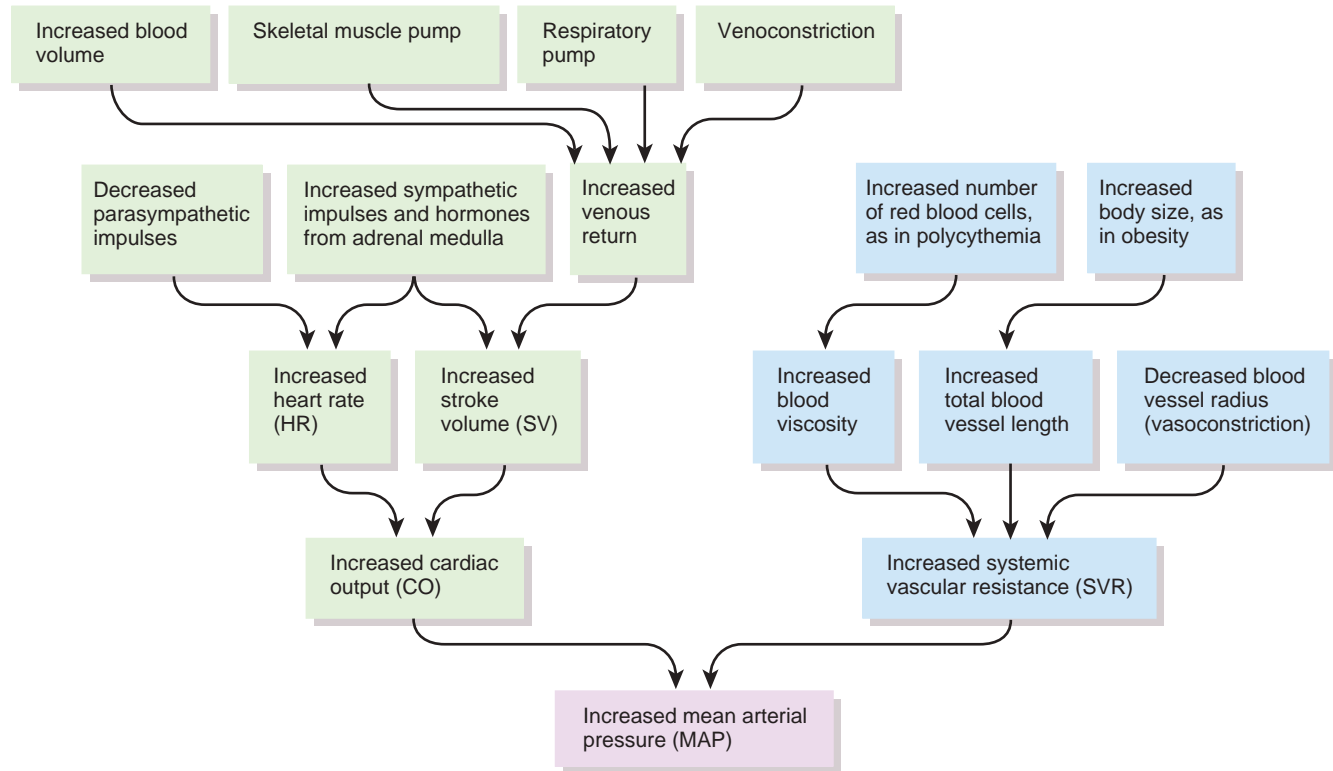 Increased blood
volume
Skeletal muscle pump
Respiratory
pump
Venoconstriction
Decreased
parasympathetic
impulses
Increased sympathetic
impulses and hormones
from adrenal medulla
Increased
venous
return
Increased number
of red blood cells,
as in polycythemia
Increased
body size, as
in obesity
Increased
heart rate
(HR)
Increased
stroke
volume (SV)
Increased
blood
viscosity
Increased
total blood
vessel length
Decreased blood
vessel radius
(vasoconstriction)
Increased cardiac
output (CO)
Increased systemic
vascular resistance (SVR)
Increased mean arterial
pressure (MAP)